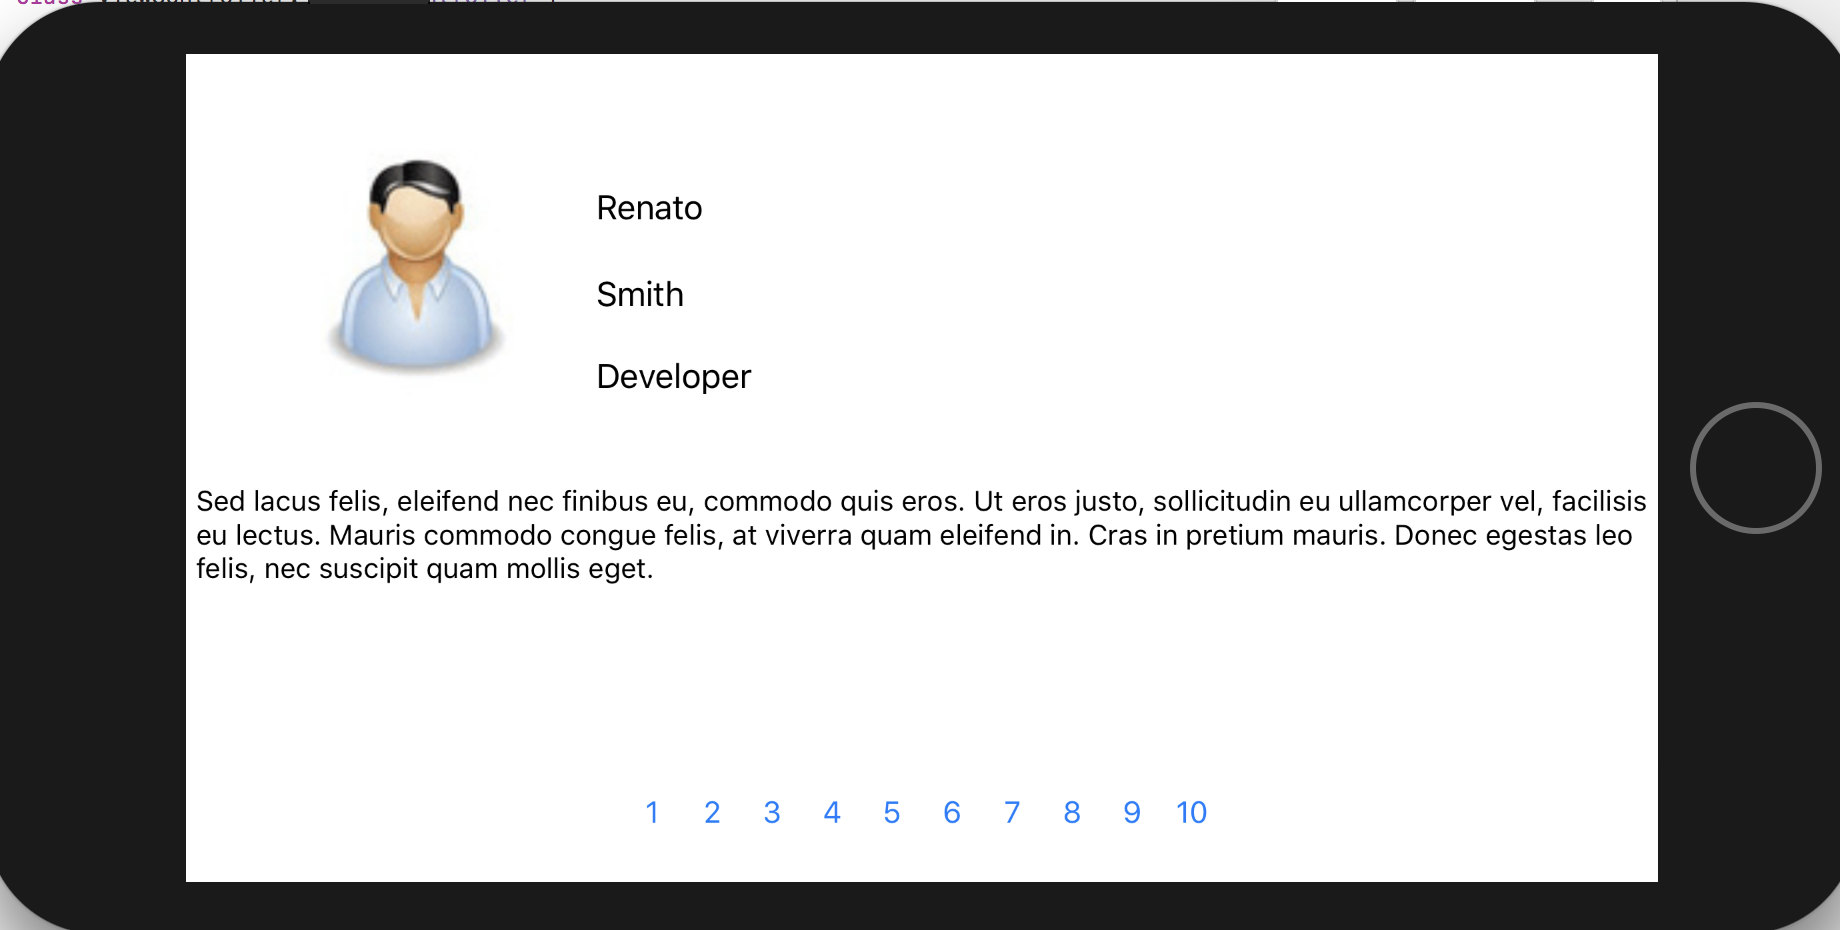 Renato
Smith
Developer
Sed lacus felis, eleifend nec finibus eu, commodo quis eros. Ut eros justo, sollicitudin eu ullamcorper vel, facilisis
eu lectus. Mauris commodo congue felis, at viverra quam eleifend in. Cras in pretium mauris. Donec egestas leo
felis, nec suscipit quam mollis eget.
1 2 3 4 5 6 7 8 9 10